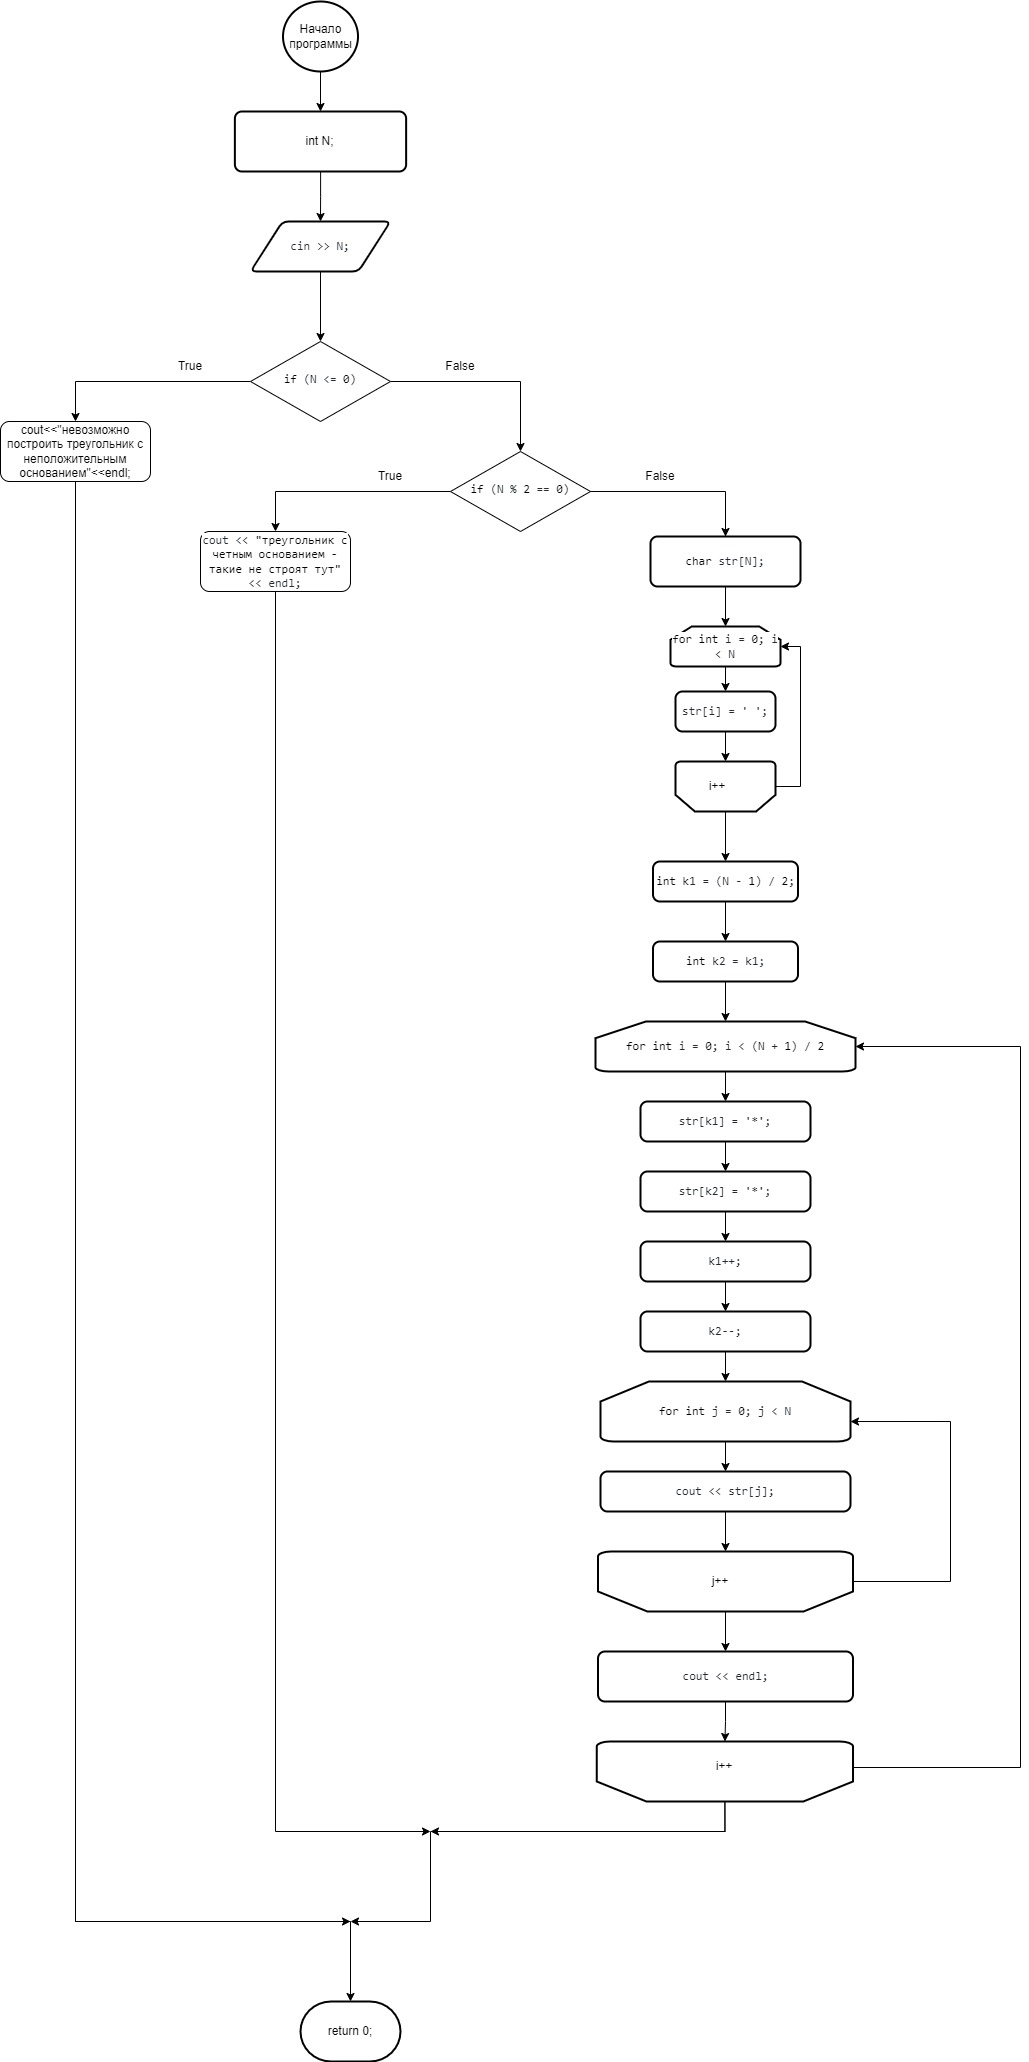 Начало
программы
int N;
cin >> N;
if (N <= 0)
True
False
cout<<"невозможно
построить треугольник с
неположительным
основанием"<<endl;
if (N % 2 == 0)
True
False
cout << "треугольник с
четным основанием -
такие не строят тут"
<< endl;
char str[N];
for int i = 0; i
< N
str[i] = ' ';
i++
int k1 = (N - 1) / 2;
int k2 = k1;
for int i = 0; i < (N + 1) / 2
str[k1] = '*';
str[k2] = '*';
k1++;
k2--;
for int j = 0; j < N
cout << str[j];
j++
cout << endl;
i++
return 0;